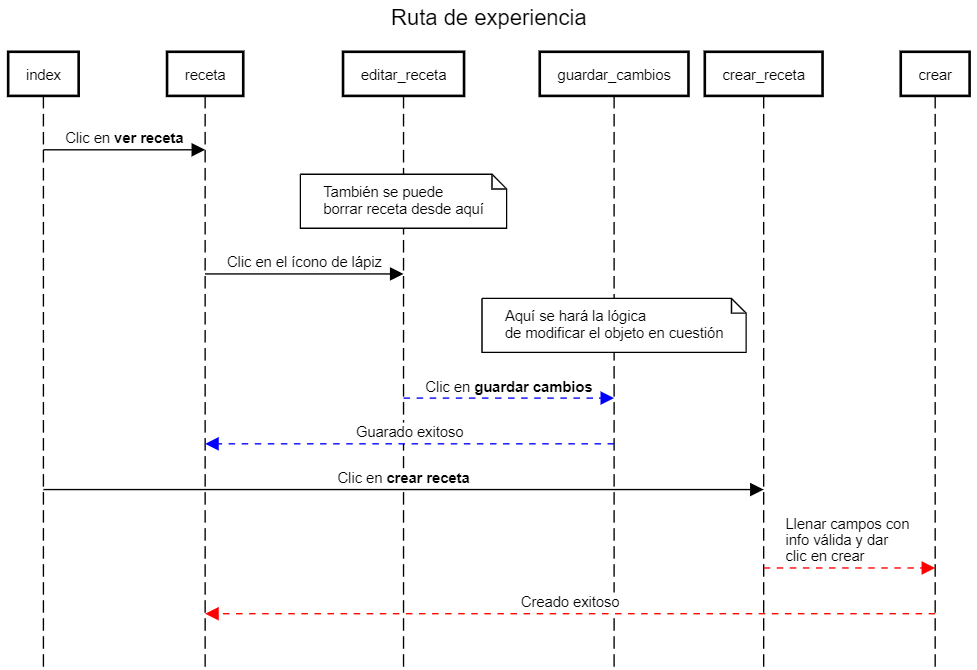 Ruta de experiencia
index
receta
editar_receta
guardar_cambios
crear_receta
crear
Clic en ver receta
También se puede
borrar receta desde aquí
Clic en el ícono de lápiz
Aquí se hará la lógica
de modificar el objeto en cuestión
Clic en guardar cambios
Guarado exitoso
Clic en crear receta
Llenar campos con
info válida y dar
clic en crear
Creado exitoso